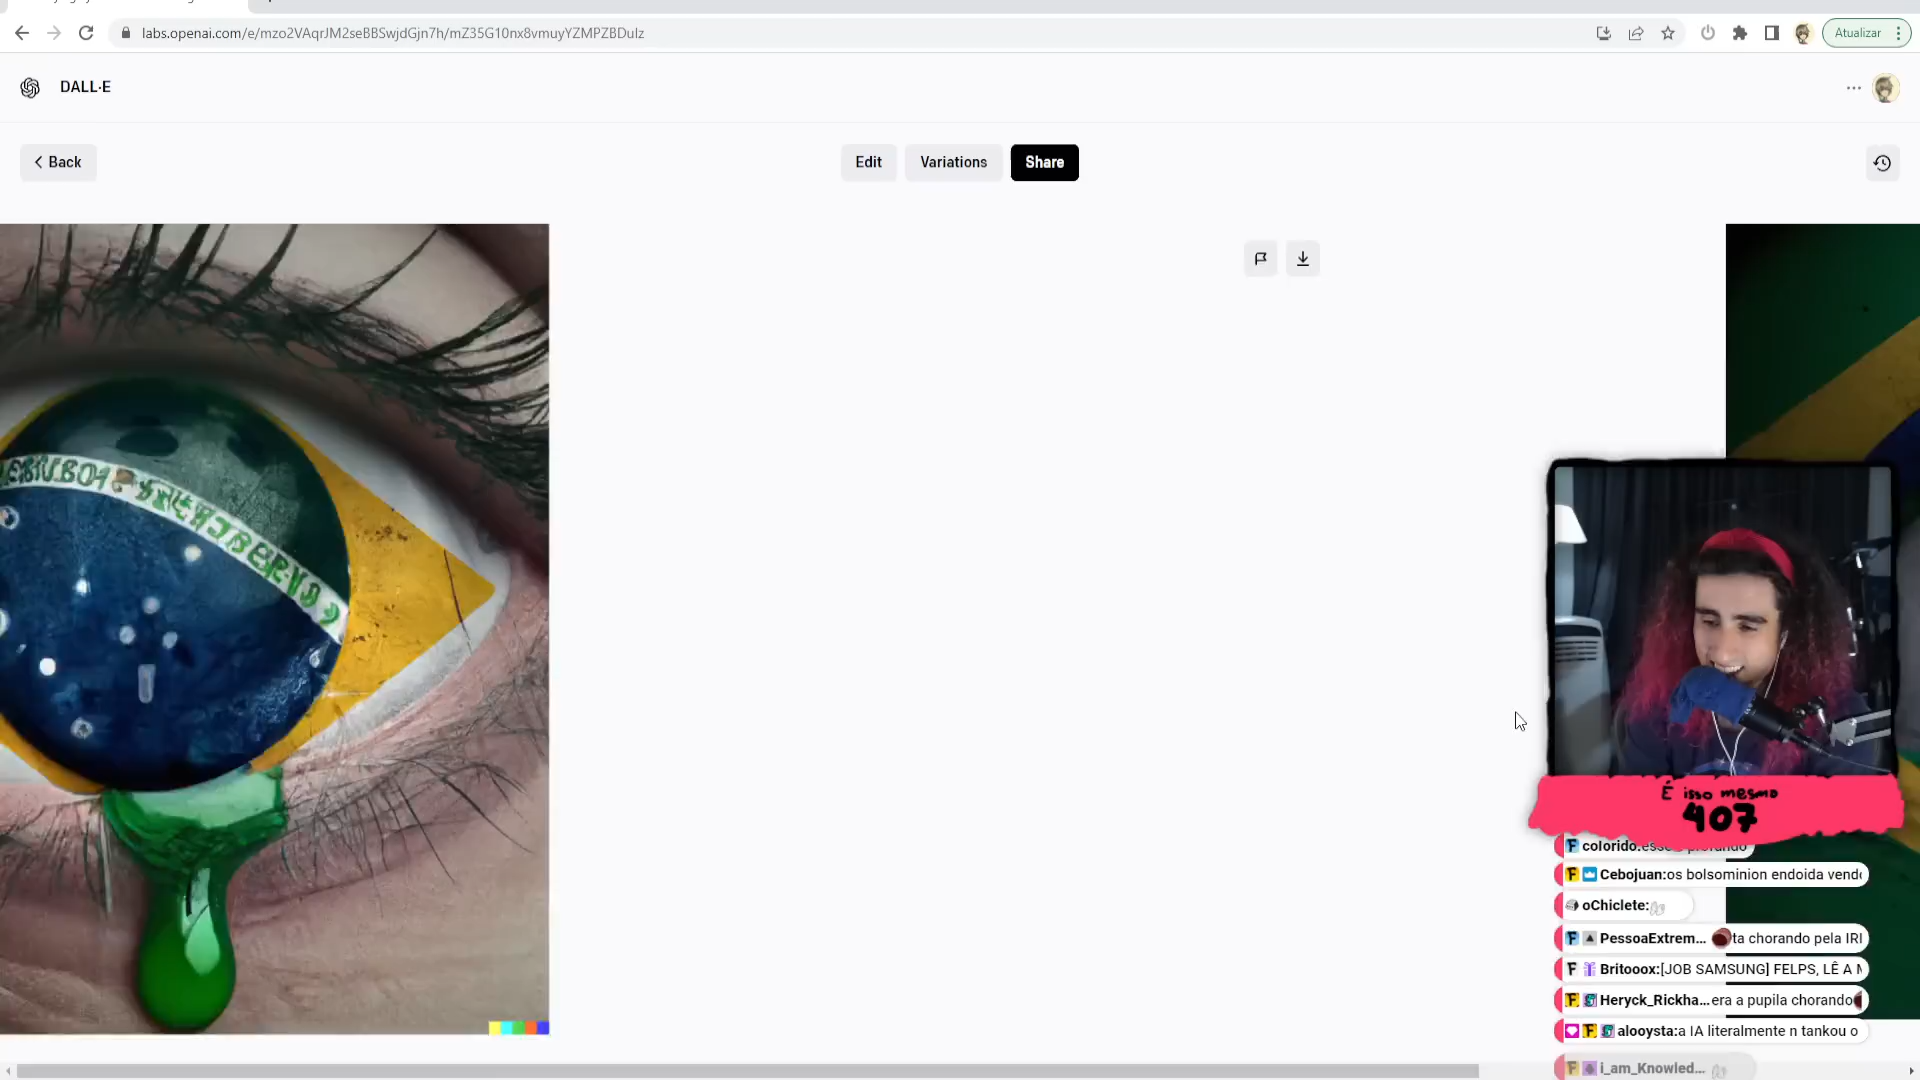 labs.openai.com/e/mzo2VAqrJM2seBBSwjdGjn7h/mZ35G10nx8vmuyYZMPZBDulz
Atualizar
DALL·E
Back
Edit
Variations
Share
É isso mesmo
407
colorido:
Cebojuan:os bolsominion endoida vend
oChiclete:
PessoaExtrem... ta chorando pela IR
Britooox:[JOB SAMSUNG] FELPS, LÊ A
Heryck_Rickha...era a pupila chorando
alooysta:a IA literalmente n tankou o
i_am_Knowled...